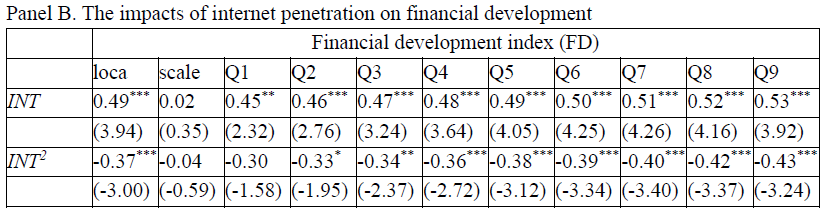 Panel B. The impacts of internet penetration on financial development
Financial development index (FD)
loca scale Q1 Q2 Q3 Q4 Q5 Q6 Q7 Q8 Q9
INT 0.49*** 0.02 0.45** 0.46*** 0.47*** 0.48*** 0.49*** 0.50*** 0.51*** 0.52*** 0.53***
(3.94) (0.35) (2.32) (2.76) (3.24) (3.64) (4.05) (4.25) (4.26) (4.16) (3.92)
INT² -0.37*** -0.04 -0.30 -0.33* -0.34** -0.36*** -0.38*** -0.39*** -0.40*** -0.42*** -0.43***
(-3.00) (-0.59) (-1.58) (-1.95) (-2.37) (-2.72) (-3.12) (-3.34) (-3.40) (-3.37) (-3.24)